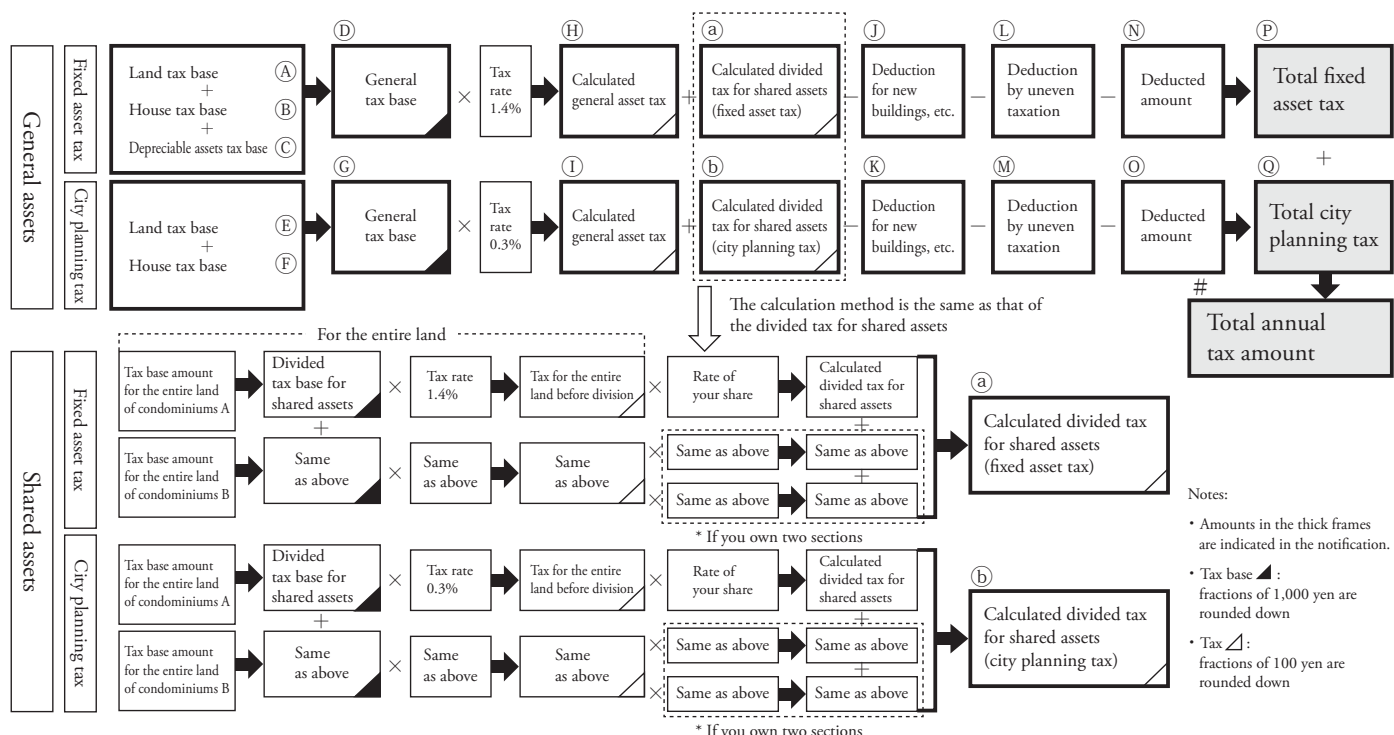 General assets
Fixed asset tax
Land tax base Ⓐ
+
House tax base Ⓑ
+
Depreciable assets tax base Ⓒ
Ⓓ
General
tax base
×
Tax
rate
1.4%
Ⓗ
Calculated
general asset tax
+
ⓐ
Calculated divided
tax for shared assets
(fixed asset tax)
−
Ⓙ
Deduction
for new
buildings, etc.
−
Ⓛ
Deduction
by uneven
taxation
−
Ⓝ
Deducted
amount
Ⓟ
Total fixed
asset tax
+
City planning tax
Land tax base Ⓔ
+
House tax base Ⓕ
Ⓖ
General
tax base
×
Tax
rate
0.3%
Ⓘ
Calculated
general asset tax
+
ⓑ
Calculated divided
tax for shared assets
(city planning tax)
−
Ⓚ
Deduction
for new
buildings, etc.
−
Ⓜ
Deduction
by uneven
taxation
−
Ⓞ
Deducted
amount
Ⓠ
Total city
planning tax
#
Total annual
tax amount
The calculation method is the same as that of
the divided tax for shared assets
Shared assets
Fixed asset tax
For the entire land
Tax base amount
for the entire land
of condominiums A
Divided
tax base for
shared assets
×
Tax rate
1.4%
Tax for the entire
land before division
×
Rate of
your share
Calculated
divided tax for
shared assets
+
+
Tax base amount
for the entire land
of condominiums B
Same
as above
×
Same
as above
Same
as above
×
Same as above
Same as above
+
×
Same as above
Same as above
* If you own two sections
ⓐ
Calculated divided tax
for shared assets
(fixed asset tax)
City planning tax
Tax base amount
for the entire land
of condominiums A
Divided
tax base for
shared assets
×
Tax rate
0.3%
Tax for the entire
land before division
×
Rate of
your share
Calculated
divided tax for
shared assets
+
+
Tax base amount
for the entire land
of condominiums B
Same
as above
×
Same
as above
Same
as above
×
Same as above
Same as above
+
×
Same as above
Same as above
* If you own two sections
ⓑ
Calculated divided tax
for shared assets
(city planning tax)
Notes:
・Amounts in the thick frames
are indicated in the notification.
・Tax base ◢ :
fractions of 1,000 yen are
rounded down
・Tax ⊿ :
fractions of 100 yen are
rounded down